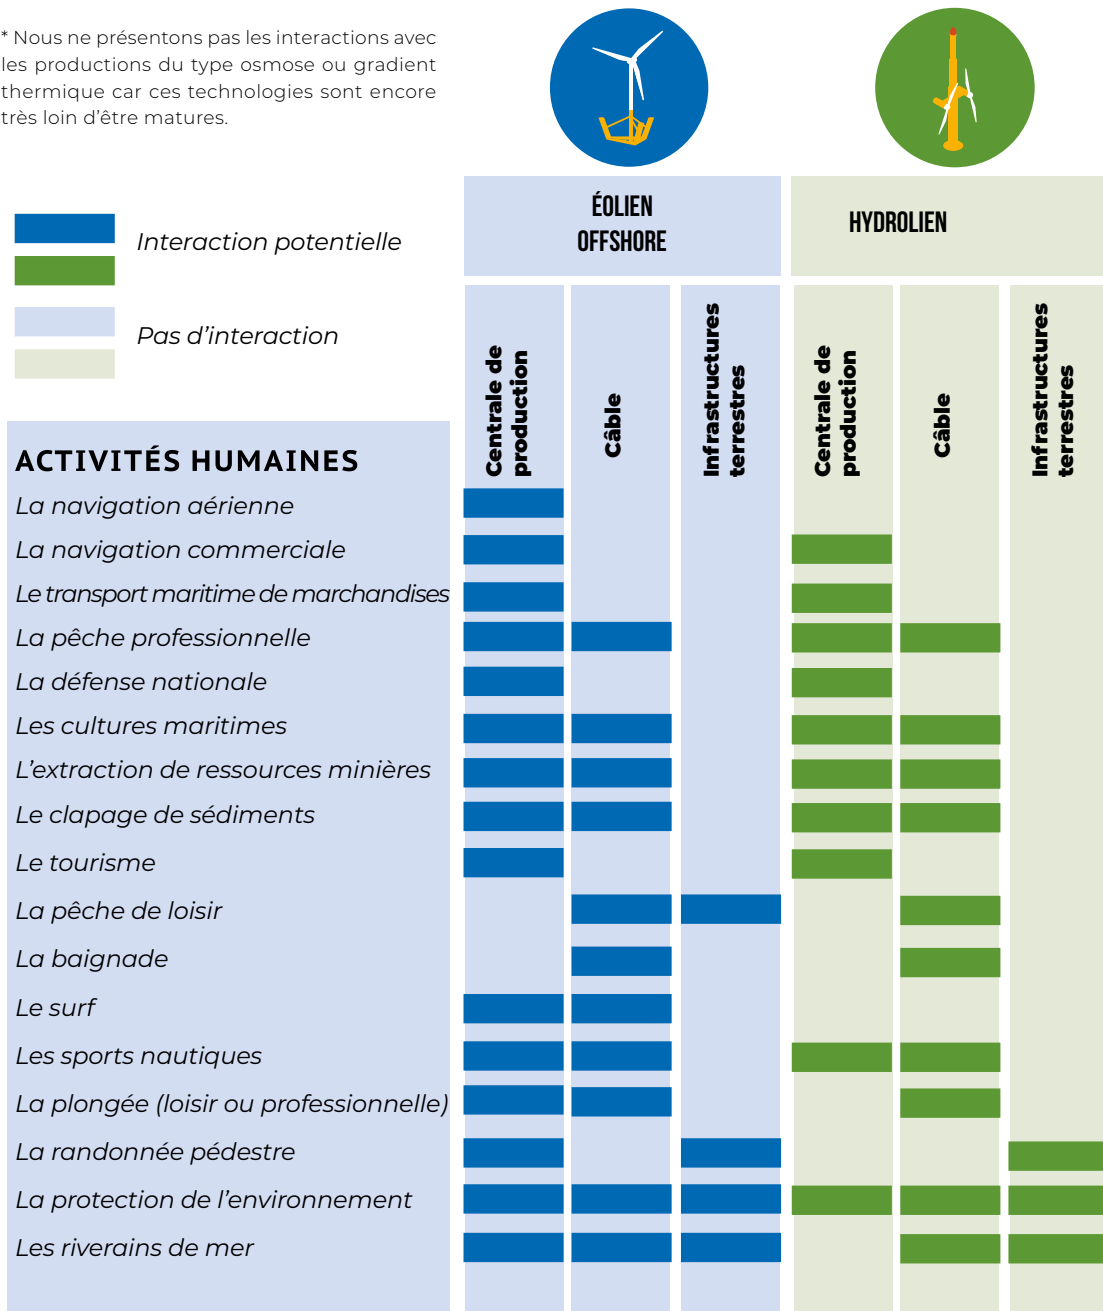 * Nous ne présentons pas les interactions avec
les productions du type osmose ou gradient
thermique car ces technologies sont encore
très loin d'être matures.
ÉOLIEN
OFFSHORE
HYDROLIEN
Interaction potentielle
Pas d'interaction
Centrale de
production
Câble
Infrastructures
terrestres
Centrale de
production
Câble
Infrastructures
terrestres
ACTIVITÉS HUMAINES
La navigation aérienne
La navigation commerciale
Le transport maritime de marchandises
La pêche professionnelle
La défense nationale
Les cultures maritimes
L'extraction de ressources minières
Le clapage de sédiments
Le tourisme
La pêche de loisir
La baignade
Le surf
Les sports nautiques
La plongée (loisir ou professionnelle)
La randonnée pédestre
La protection de l'environnement
Les riverains de mer